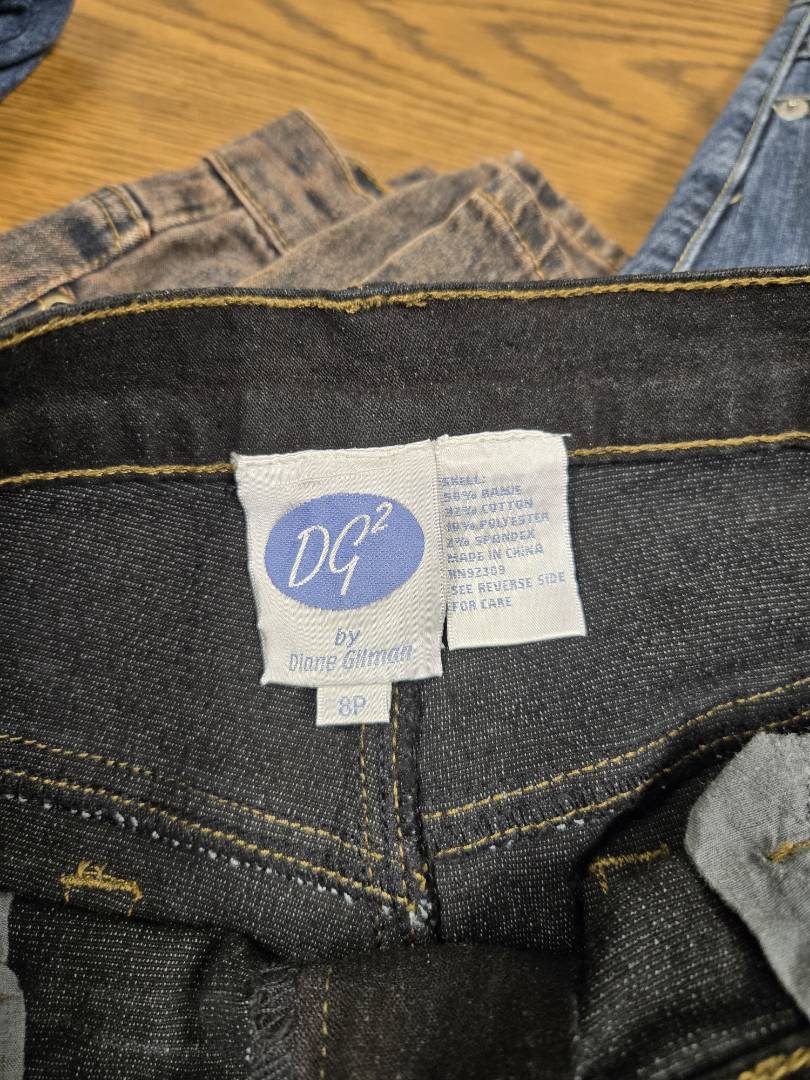 DG²
by
Diane Gilman
8P
SHELL:
56% RAMIE
32% COTTON
10% POLYESTER
2% SPANDEX
MADE IN CHINA
RN92309
SEE REVERSE SIDE
FOR CARE